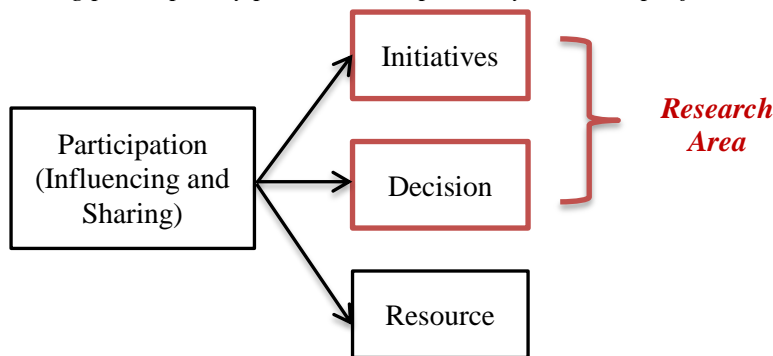 Initiatives
Research
Area
Participation
(Influencing and
Sharing)
Decision
Resource